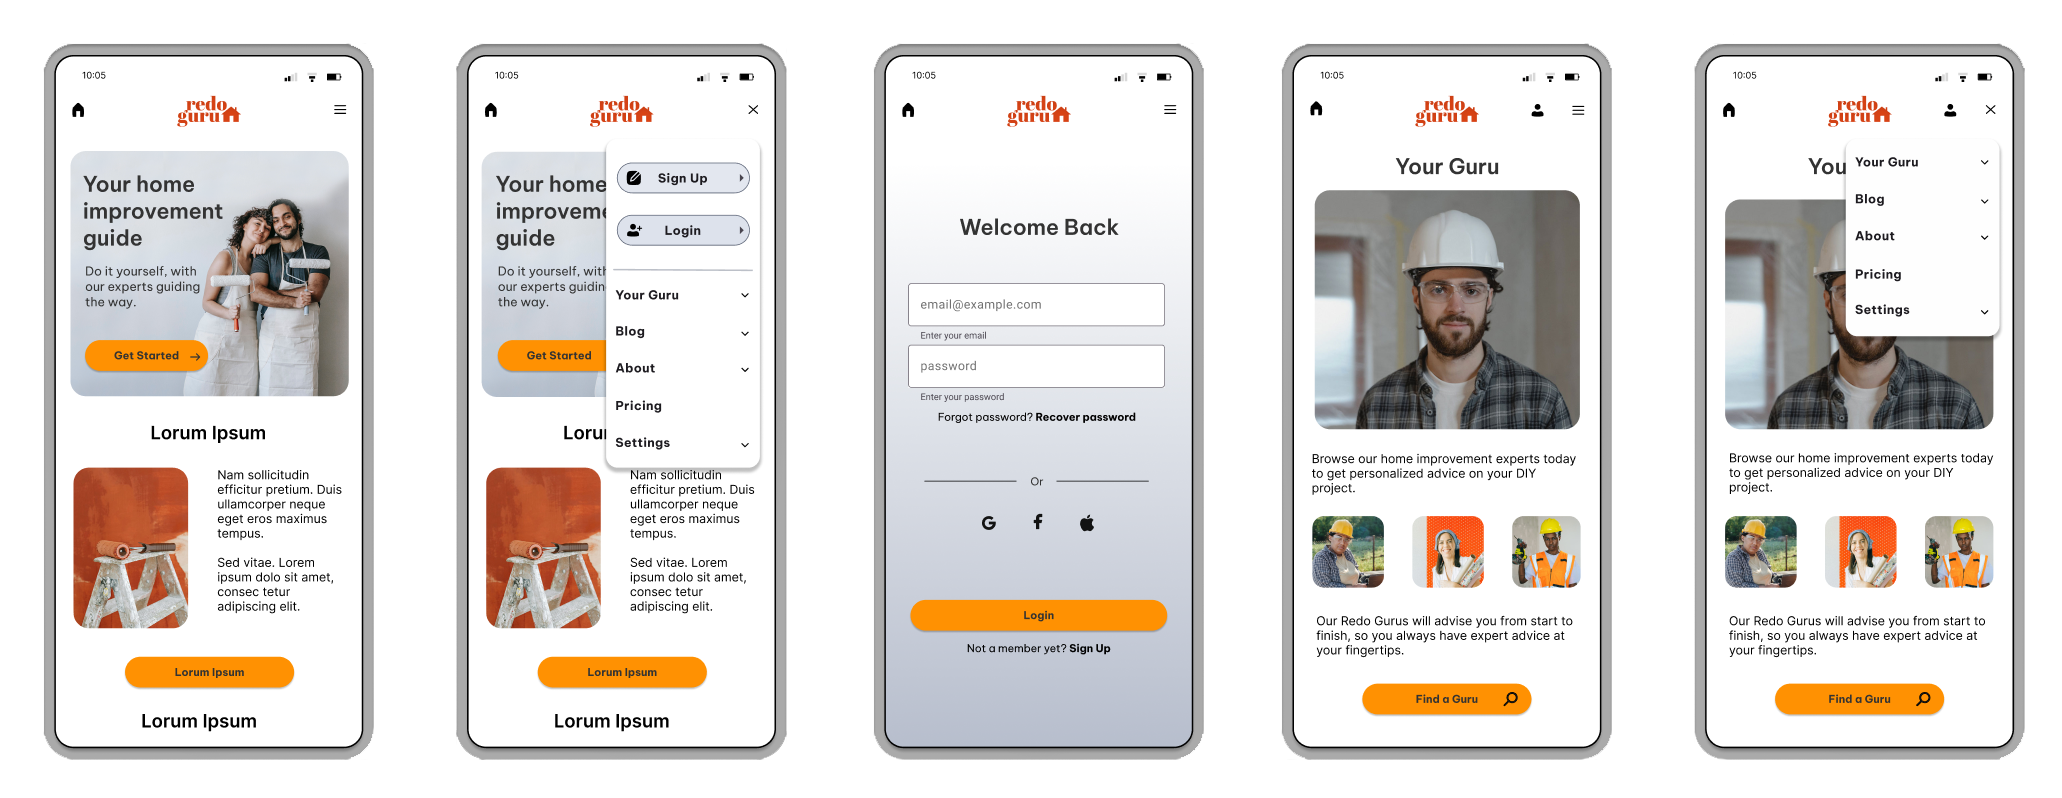 10:05
redo
guru
Your home
improvement
guide
Do it yourself, with
our experts guiding
the way.
Get Started
Lorum Ipsum
Nam sollicitudin
efficitur pretium. Duis
ullamcorper neque
eget eros maximus
tempus.
Sed vitae. Lorem
ipsum dolo sit amet,
consec tetur
adipiscing elit.
Lorum Ipsum
Lorum Ipsum
10:05
redo
guru
Your home
improveme
guide
Do it yourself, with
our experts guidin
the way.
Get Started
Sign Up
Login
Your Guru
Blog
About
Pricing
Settings
Loru
Nam sollicitudin
efficitur pretium. Duis
ullamcorper neque
eget eros maximus
tempus.
Sed vitae. Lorem
ipsum dolo sit amet,
consec tetur
adipiscing elit.
Lorum Ipsum
Lorum Ipsum
10:05
redo
guru
Welcome Back
email@example.com
Enter your email
password
Enter your password
Forgot password? Recover password
Or
Login
Not a member yet? Sign Up
10:05
redo
guru
Your Guru
Browse our home improvement experts today
to get personalized advice on your DIY
project.
Our Redo Gurus will advise you from start to
finish, so you always have expert advice at
your fingertips.
Find a Guru
10:05
redo
guru
You
Your Guru
Blog
About
Pricing
Settings
Browse our home improvement experts today
to get personalized advice on your DIY
project.
Our Redo Gurus will advise you from start to
finish, so you always have expert advice at
your fingertips.
Find a Guru